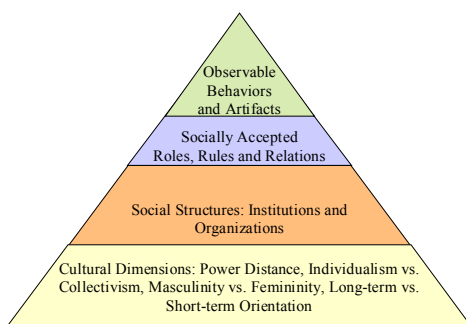 Observable
Behaviors
and Artifacts
Socially Accepted
Roles, Rules and Relations
Social Structures: Institutions and
Organizations
Cultural Dimensions: Power Distance, Individualism vs.
Collectivism, Masculinity vs. Femininity, Long-term vs.
Short-term Orientation